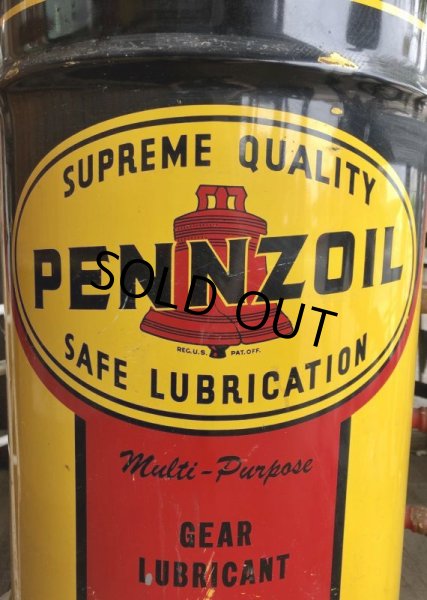 SUPREME QUALITY
PENNZOIL
SOLD OUT
REG. U.S. PAT. OFF.
SAFE LUBRICATION
Multi-Purpose
GEAR
LUBRICANT